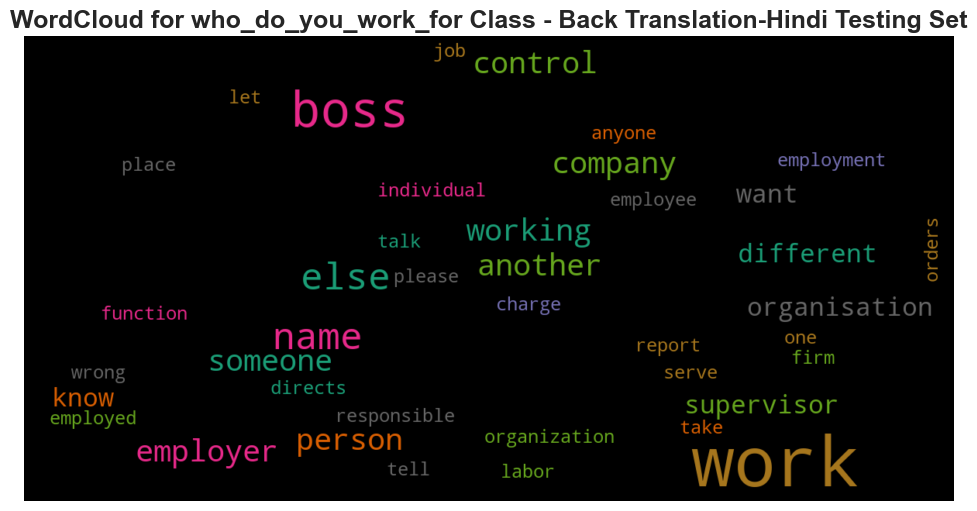 WordCloud for who_do_you_work_for Class - Back Translation-Hindi Testing Set
job
control
let
boss
anyone
place
company
employment
individual
employee
want
working
talk
orders
different
another
else
please
charge
organisation
function
name
report
one
someone
firm
wrong
serve
directs
know
supervisor
employed
responsible
take
person
organization
employer
work
tell
labor